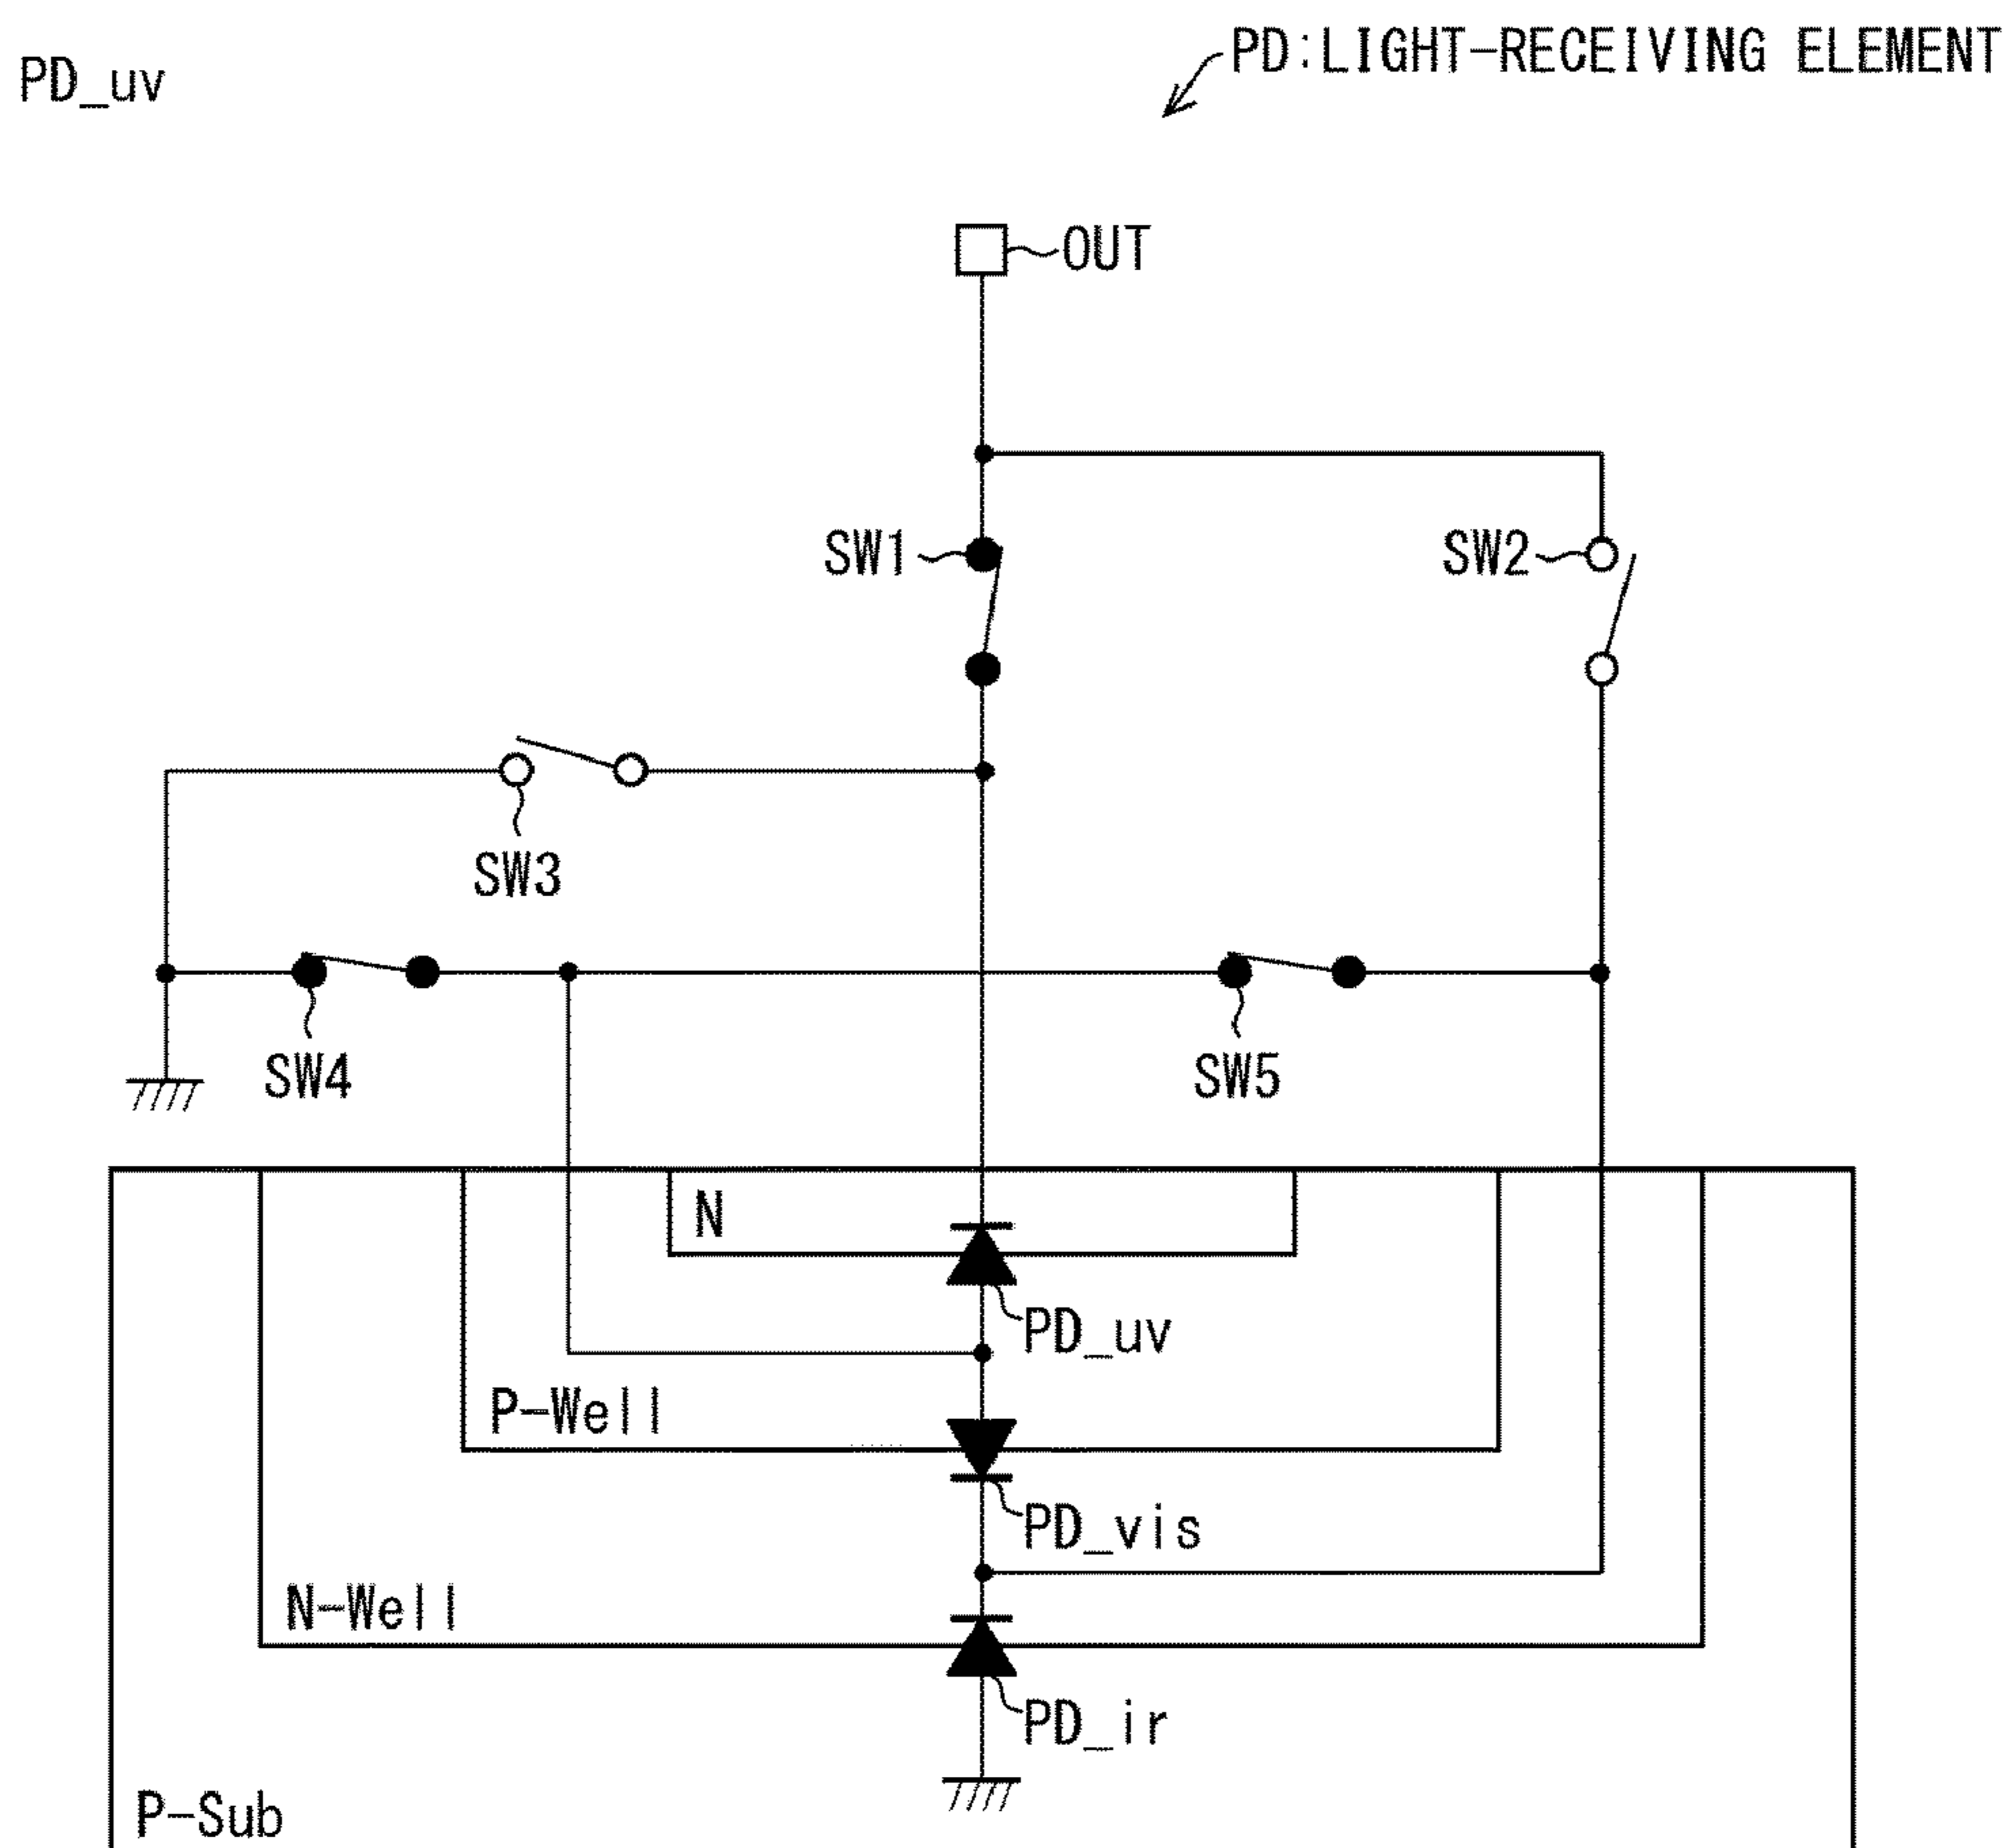 PD:LIGHT-RECEIVING ELEMENT
PD_uv
OUT
SW1
SW2
SW3
SW4
SW5
N
PD_uv
P-Well
PD_vis
N-Well
PD_ir
P-Sub